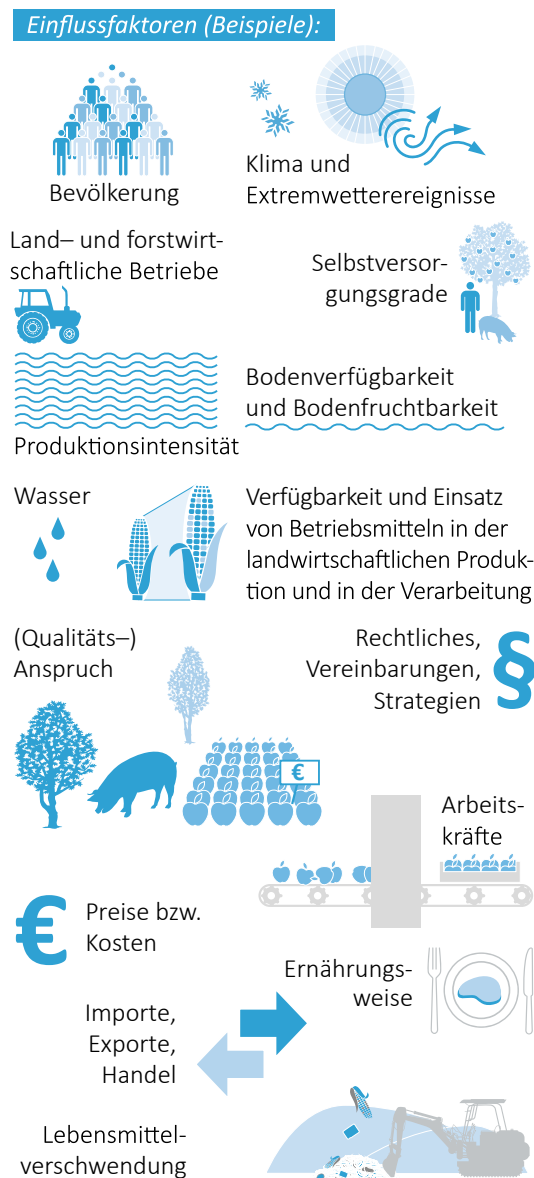 Einflussfaktoren (Beispiele):
Bevölkerung
Klima und
Extremwetterereignisse
Land– und forstwirt-
schaftliche Betriebe
Selbstversor-
gungsgrade
Produktionsintensität
Bodenverfügbarkeit
und Bodenfruchtbarkeit
Wasser
Verfügbarkeit und Einsatz
von Betriebsmitteln in der
landwirtschaftlichen Produk-
tion und in der Verarbeitung
(Qualitäts–)
Anspruch
€
Rechtliches,
Vereinbarungen,
Strategien
§
Arbeits-
kräfte
€
Preise bzw.
Kosten
Ernährungs-
weise
Importe,
Exporte,
Handel
Lebensmittel-
verschwendung